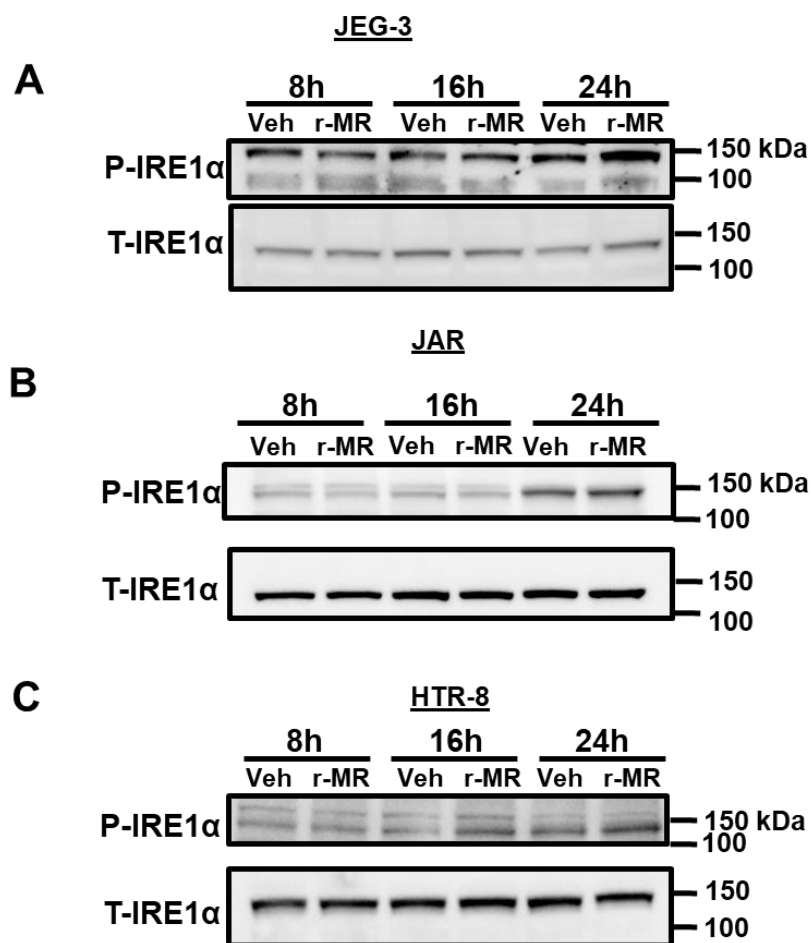 JEG-3
A
8h 16h 24h
Veh r-MR Veh r-MR Veh r-MR
P-IRE1α 150 kDa
100
T-IRE1α 150
100
JAR
B
8h 16h 24h
Veh r-MR Veh r-MR Veh r-MR
P-IRE1α 150 kDa
100
T-IRE1α 150
100
C
HTR-8
8h 16h 24h
Veh r-MR Veh r-MR Veh r-MR
P-IRE1α 150 kDa
100
T-IRE1α 150
100